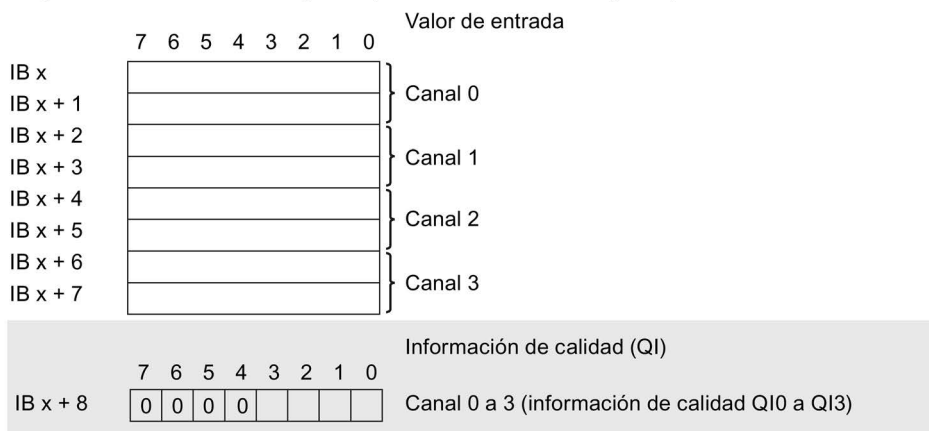 Valor de entrada
7 6 5 4 3 2 1 0
IB x
IB x + 1
Canal 0
IB x + 2
IB x + 3
Canal 1
IB x + 4
IB x + 5
Canal 2
IB x + 6
IB x + 7
Canal 3
Información de calidad (QI)
7 6 5 4 3 2 1 0
IB x + 8 0 0 0 0 Canal 0 a 3 (información de calidad QI0 a QI3)